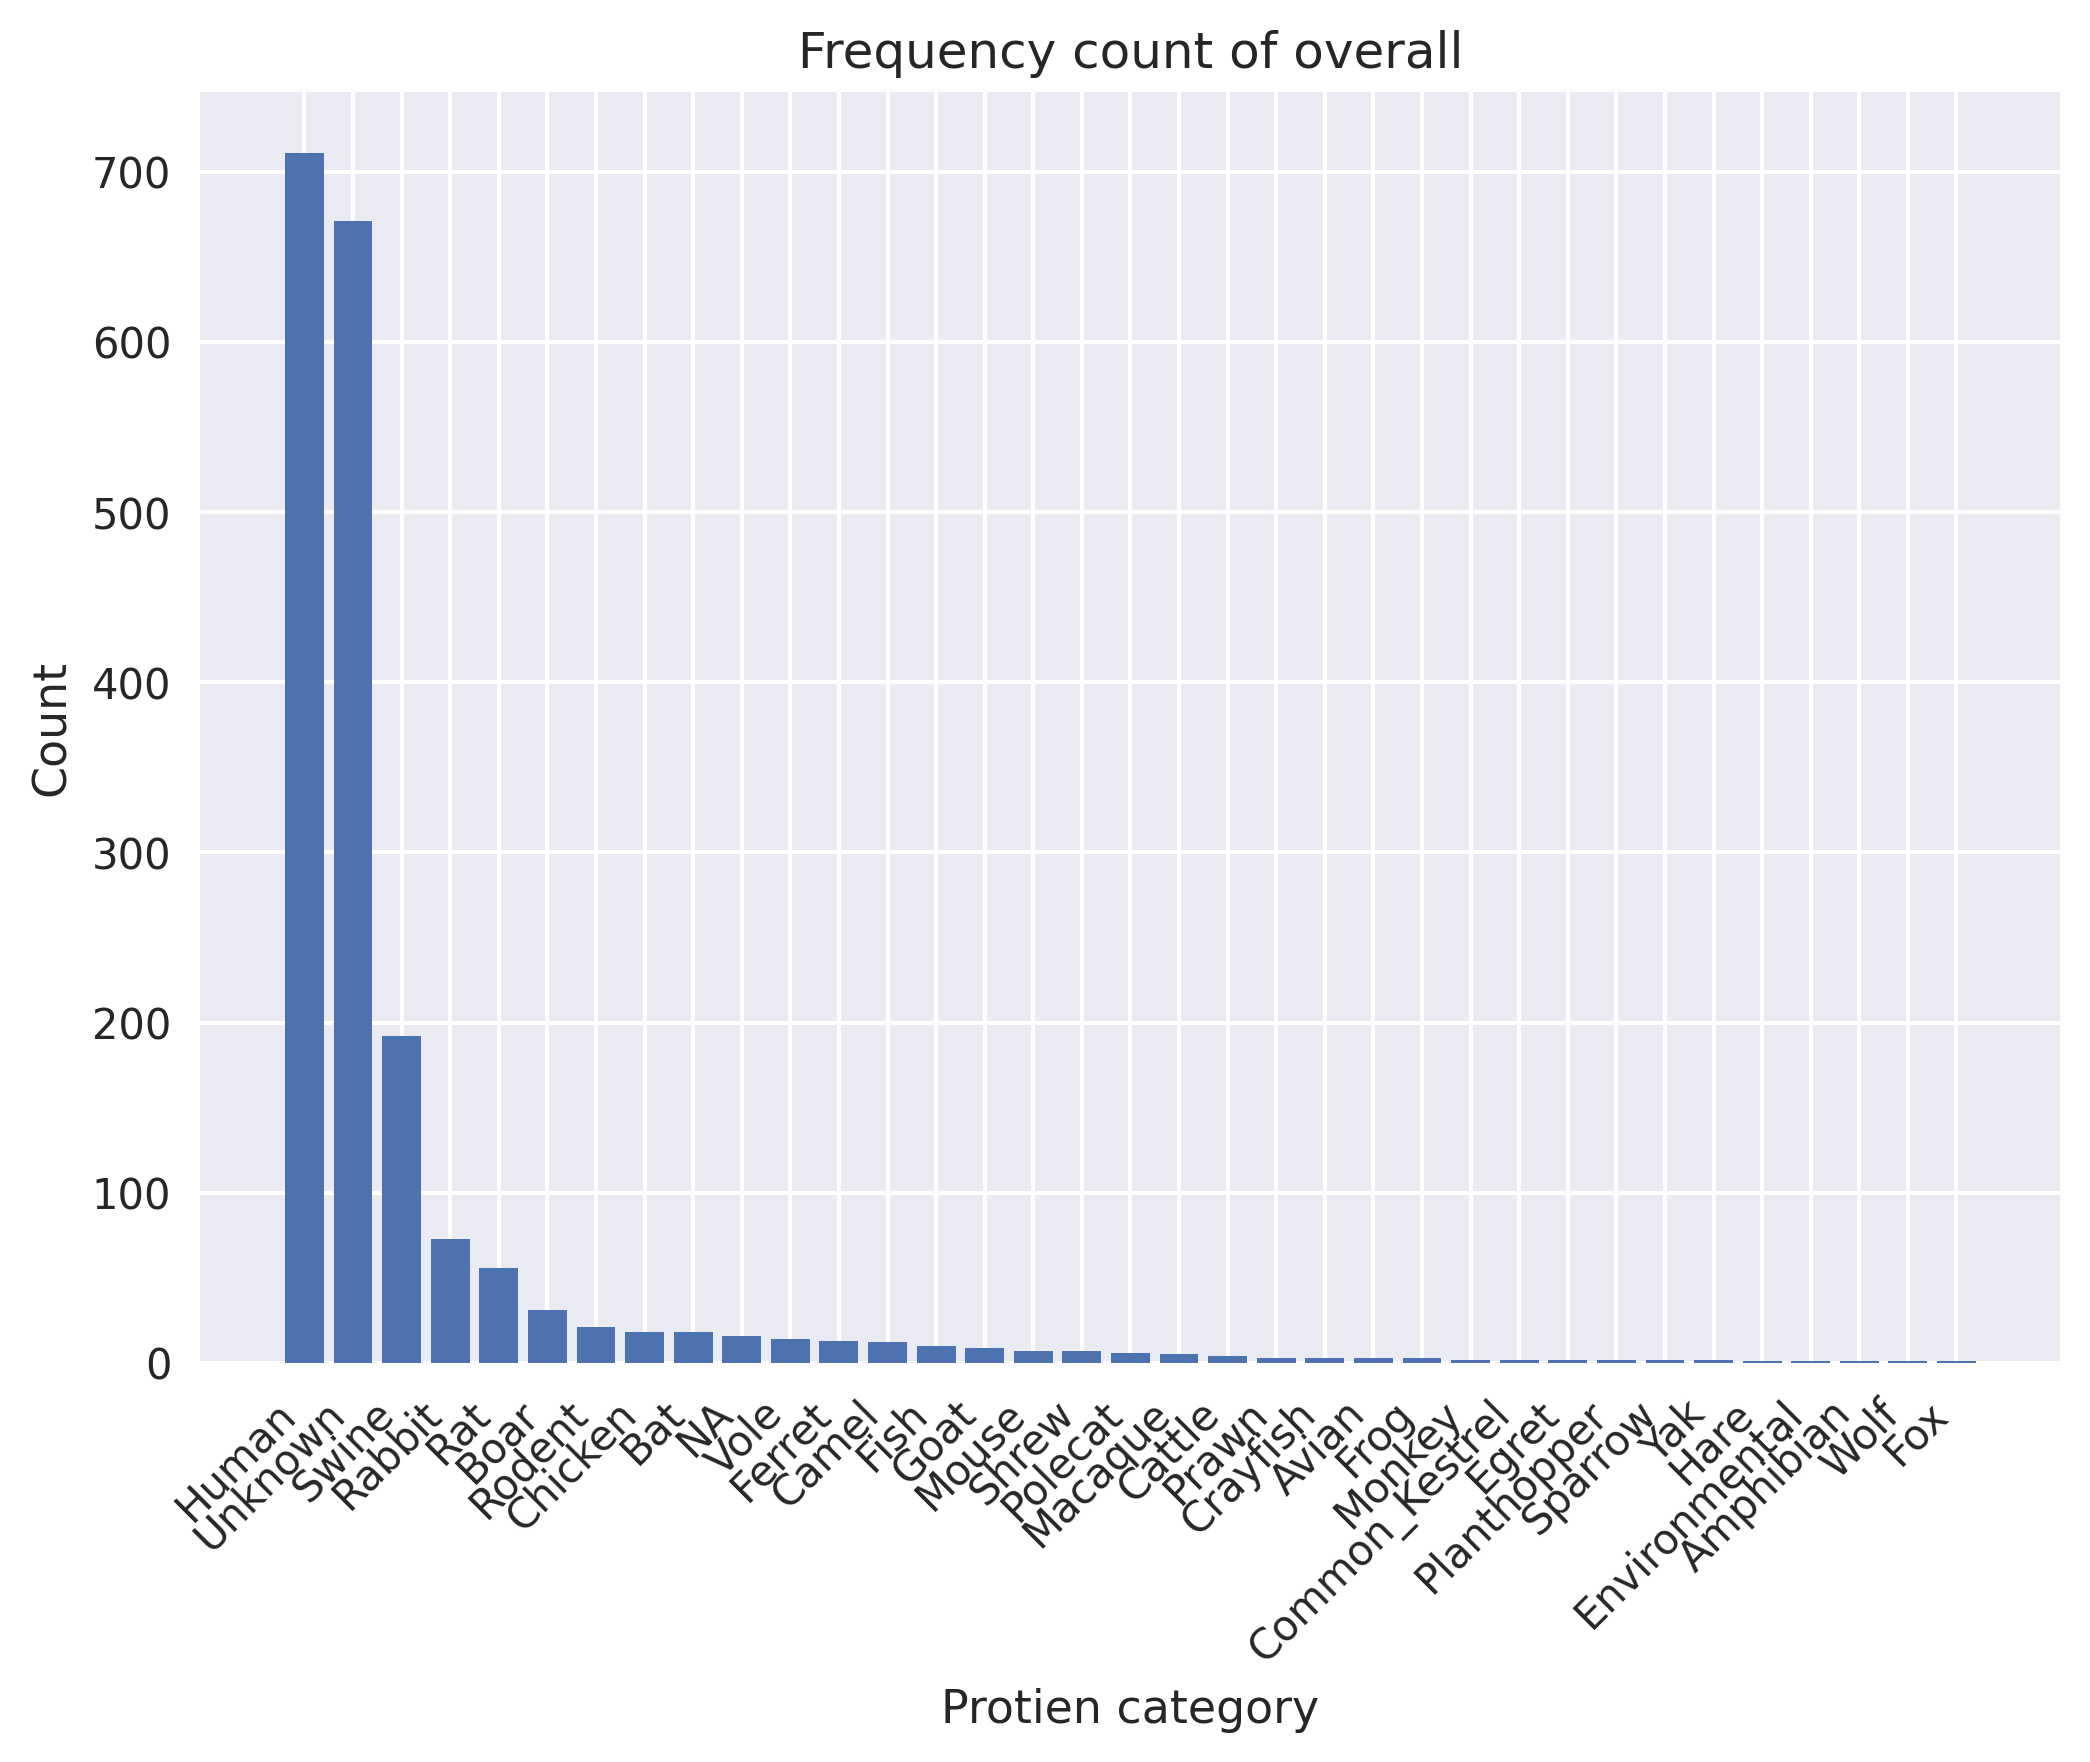 Frequency count of overall
700
600
500
400
300
200
100
0
Count
Human
Unknown
Swine
Rabbit
Rat
Boar
Rodent
Chicken
Bat
NA
Vole
Ferret
Camel
Fish
Goat
Mouse
Shrew
Polecat
Macaque
Cattle
Prawn
Crayfish
Avian
Frog
Monkey
Common_Kestrel
Egret
Planthopper
Sparrow
Yak
Hare
Environmental
Amphibian
Wolf
Fox
Protien category